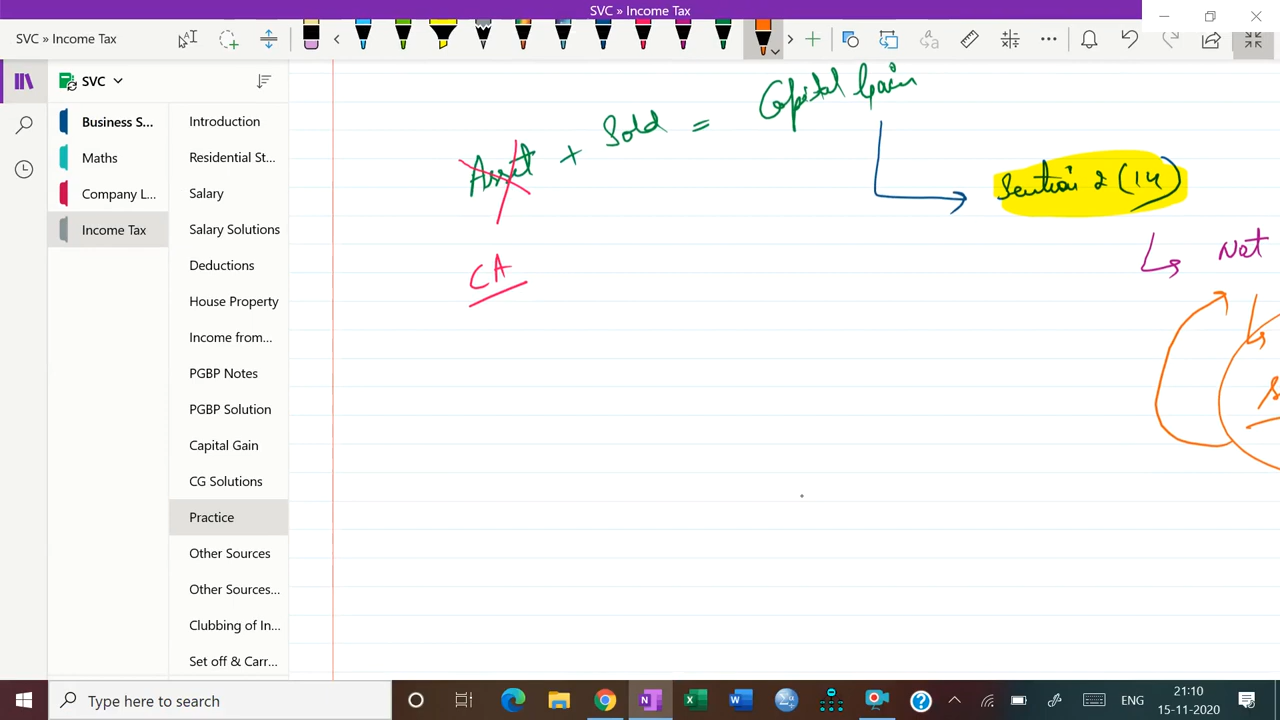 SVC » Income Tax
SVC » Income Tax
SVC
Business S...
Maths
Company L...
Income Tax
Introduction
Residential St...
Salary
Salary Solutions
Deductions
House Property
Income from...
PGBP Notes
PGBP Solution
Capital Gain
CG Solutions
Practice
Other Sources
Other Sources...
Clubbing of In...
Set off & Carr...
Capital Gain
Asset + Sold =
Section 2 (14)
Not
CA
Type here to search
ENG
21:10
15-11-2020